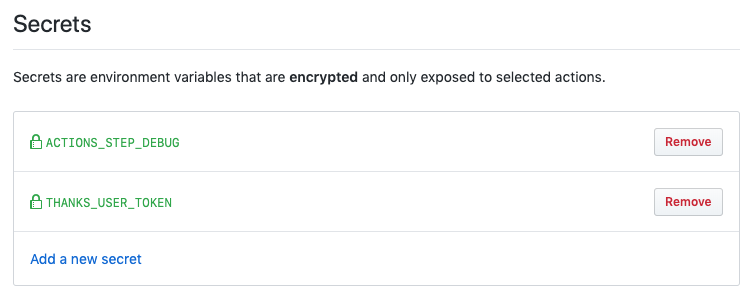 Secrets
Secrets are environment variables that are encrypted and only exposed to selected actions.
ACTIONS_STEP_DEBUG Remove
THANKS_USER_TOKEN Remove
Add a new secret